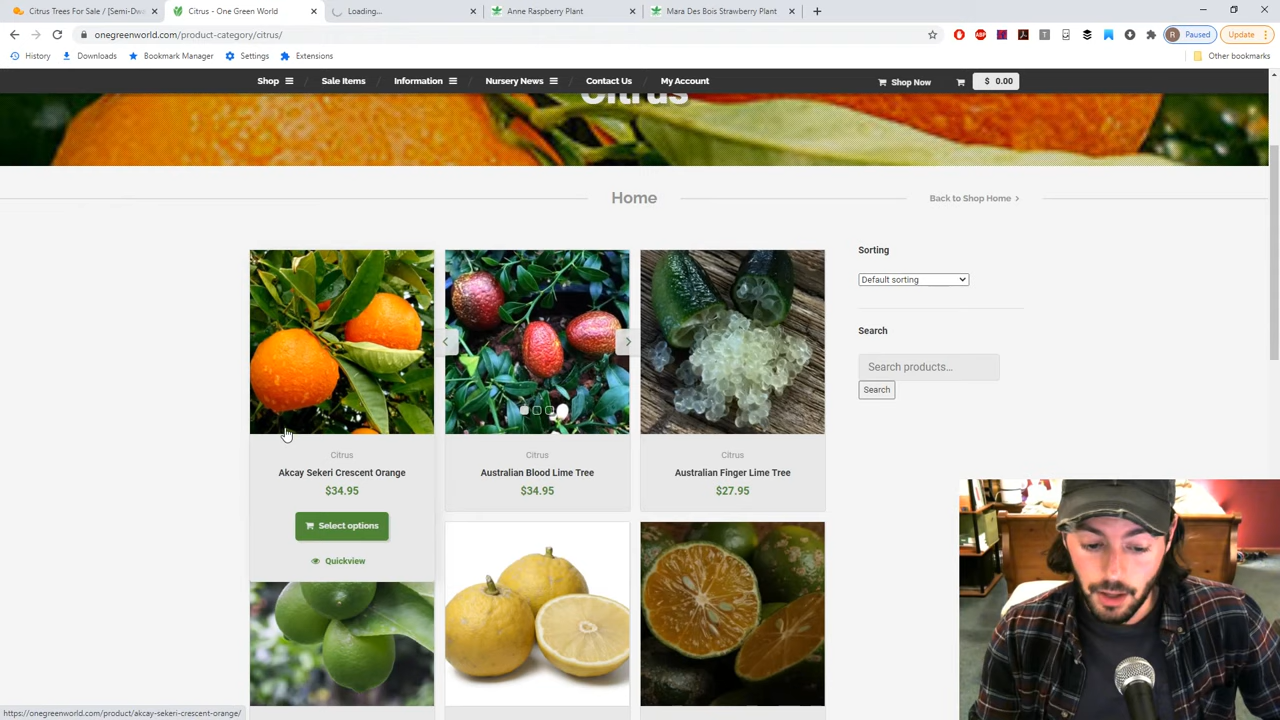 Citrus Trees For Sale / [Semi-Dwa
Citrus - One Green World
Loading...
Anne Raspberry Plant
Mara Des Bois Strawberry Plant
onegreenworld.com/product-category/citrus/
ABP
R Paused
Update
History
Downloads
Bookmark Manager
Settings
Extensions
Other bookmarks
Shop
Sale Items
Information
Nursery News
Contact Us
My Account
Shop Now
$ 0.00
Citrus
Home
Back to Shop Home
Sorting
Default sorting
Search
Search products…
Search
Citrus
Akcay Sekeri Crescent Orange
$34.95
Select options
Quickview
Citrus
Australian Blood Lime Tree
$34.95
Citrus
Australian Finger Lime Tree
$27.95
https://onegreenworld.com/product/akcay-sekeri-crescent-orange/